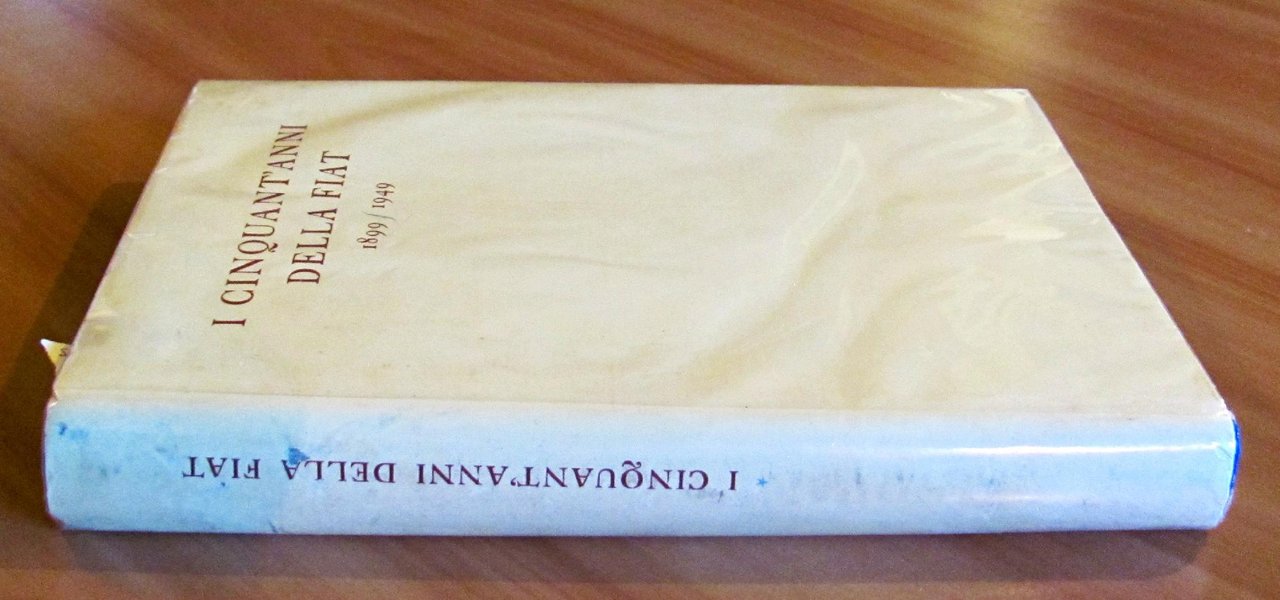 I CINQUANT'ANNI
DELLA FIAT
1899/1949
I CINQUANT'ANNI DELLA FIAT